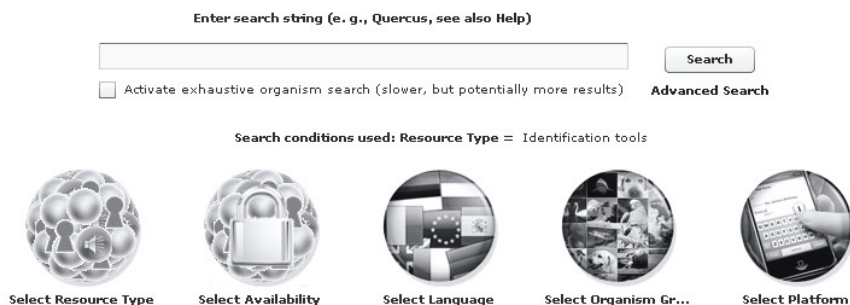 Enter search string (e. g., Quercus, see also Help)
Search
Activate exhaustive organism search (slower, but potentially more results) Advanced Search
Search conditions used: Resource Type = Identification tools
Select Resource Type Select Availability Select Language Select Organism Gr... Select Platform